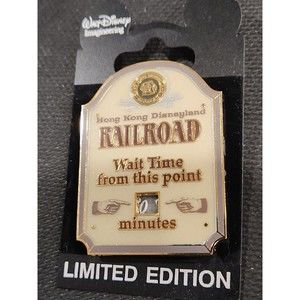 Walt Disney
Imagineering
Hong Kong Disneyland
RAILROAD
Wait Time
from this point
0
minutes
LIMITED EDITION